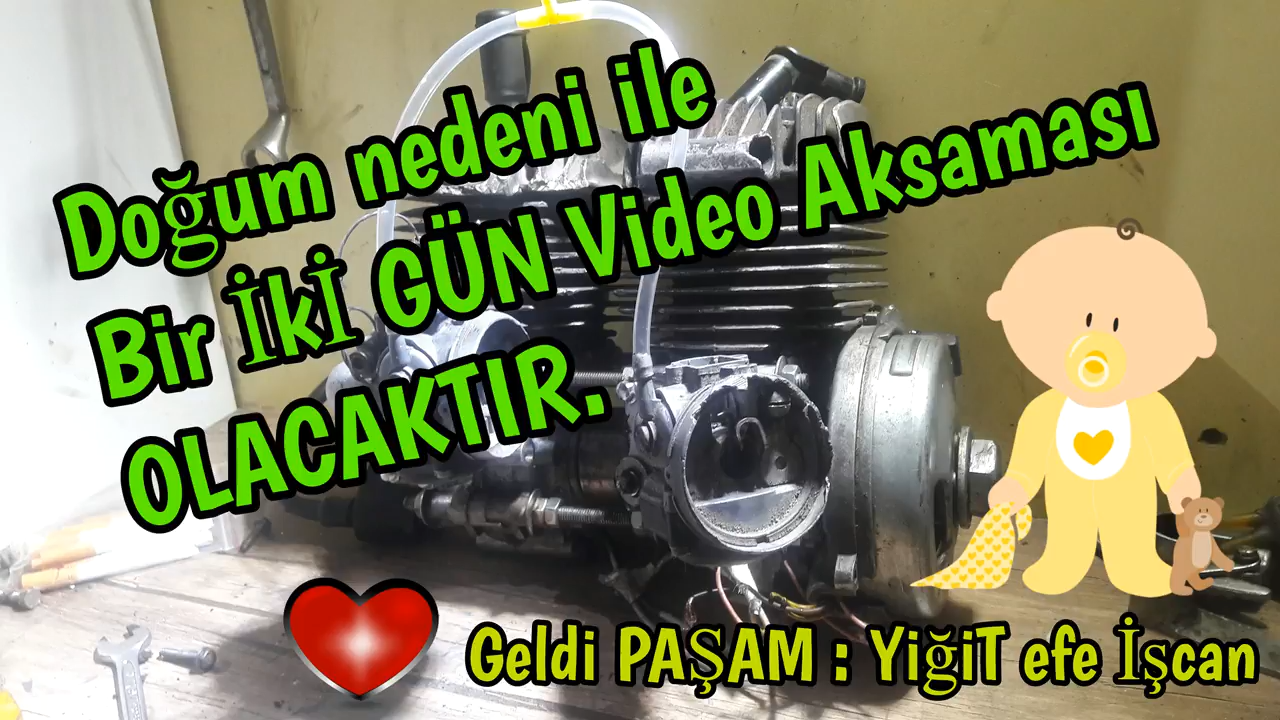 Doğum nedeni ile
Bir İkİ GÜN Video Aksaması
OLACAKTIR.
Geldi PAŞAM : YiğiT efe İşcan